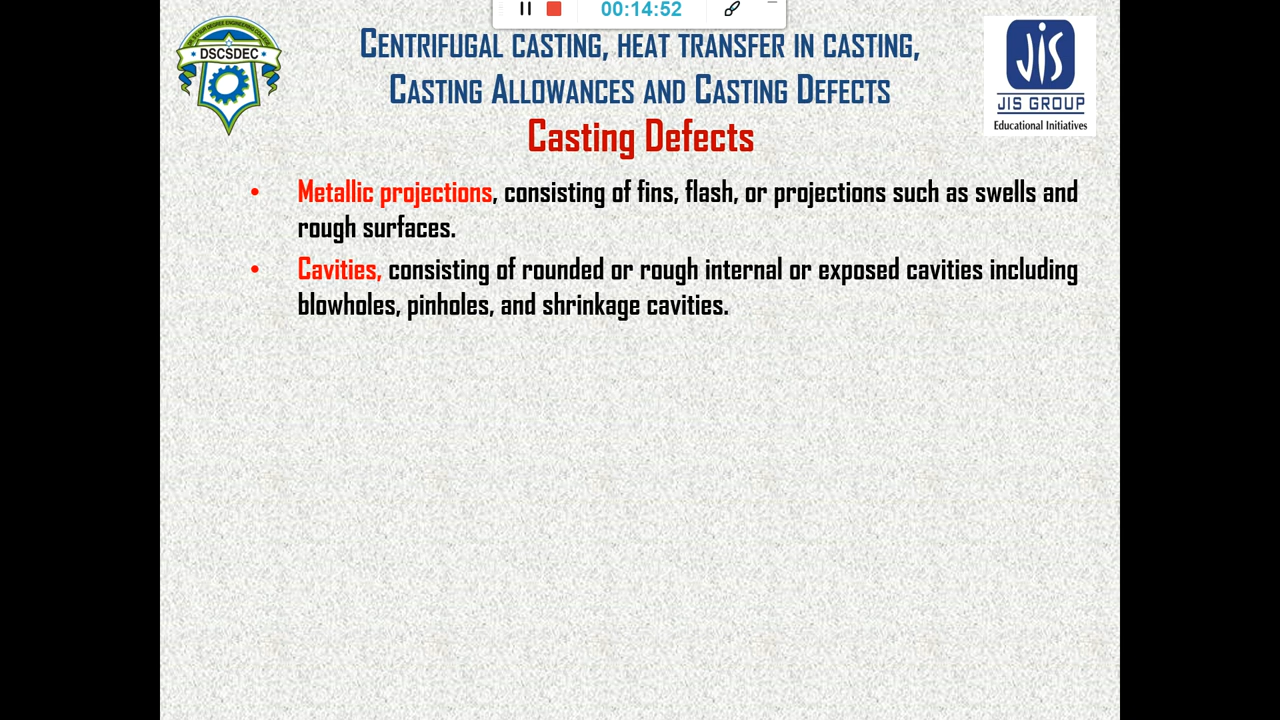 00:14:52
CENTRIFUGAL CASTING, HEAT TRANSFER IN CASTING,
CASTING ALLOWANCES AND CASTING DEFECTS
Casting Defects
DSCSDEC
JIS
JIS GROUP
Educational Initiatives
• Metallic projections, consisting of fins, flash, or projections such as swells and
rough surfaces.
• Cavities, consisting of rounded or rough internal or exposed cavities including
blowholes, pinholes, and shrinkage cavities.